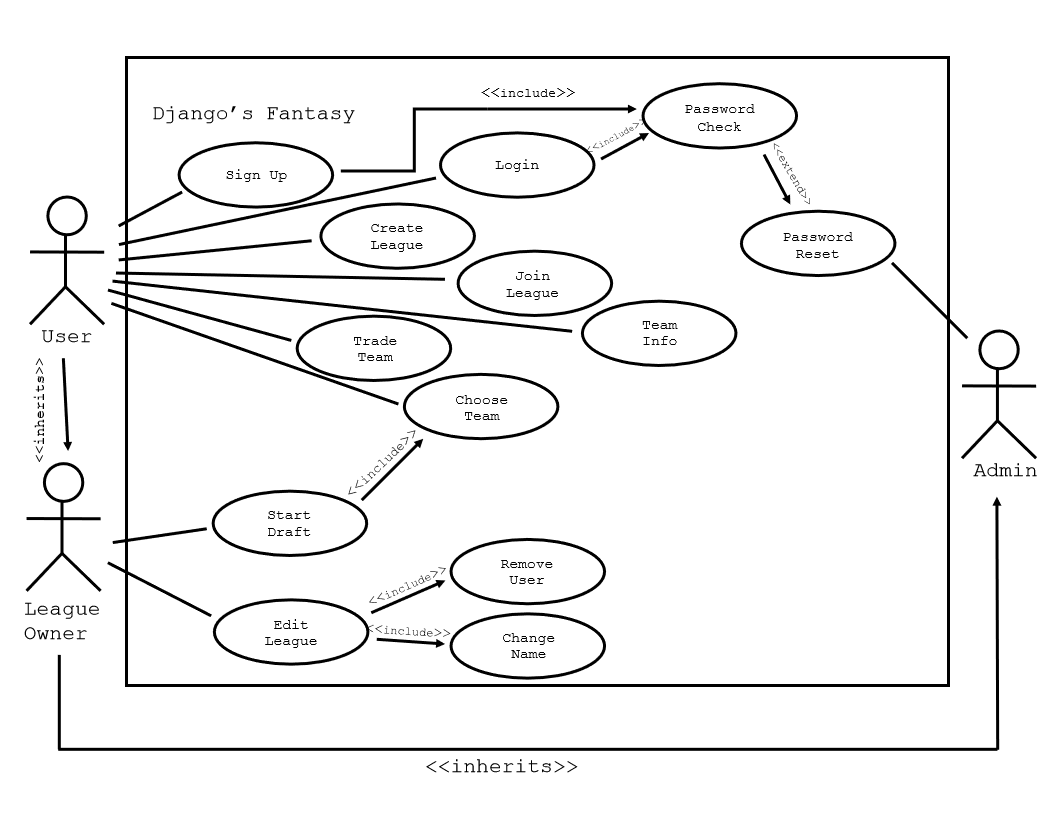 <<include>>
Django’s Fantasy
Password
Check
<<include>>
Login
Sign Up
<<extend>>
Create
League
Password
Reset
Join
League
Team
Info
User
Trade
Team
<<inherits>>
Choose
Team
<<include>>
Admin
Start
Draft
Remove
User
<<include>>
League
Owner
Edit
League
<<include>>
Change
Name
<<inherits>>